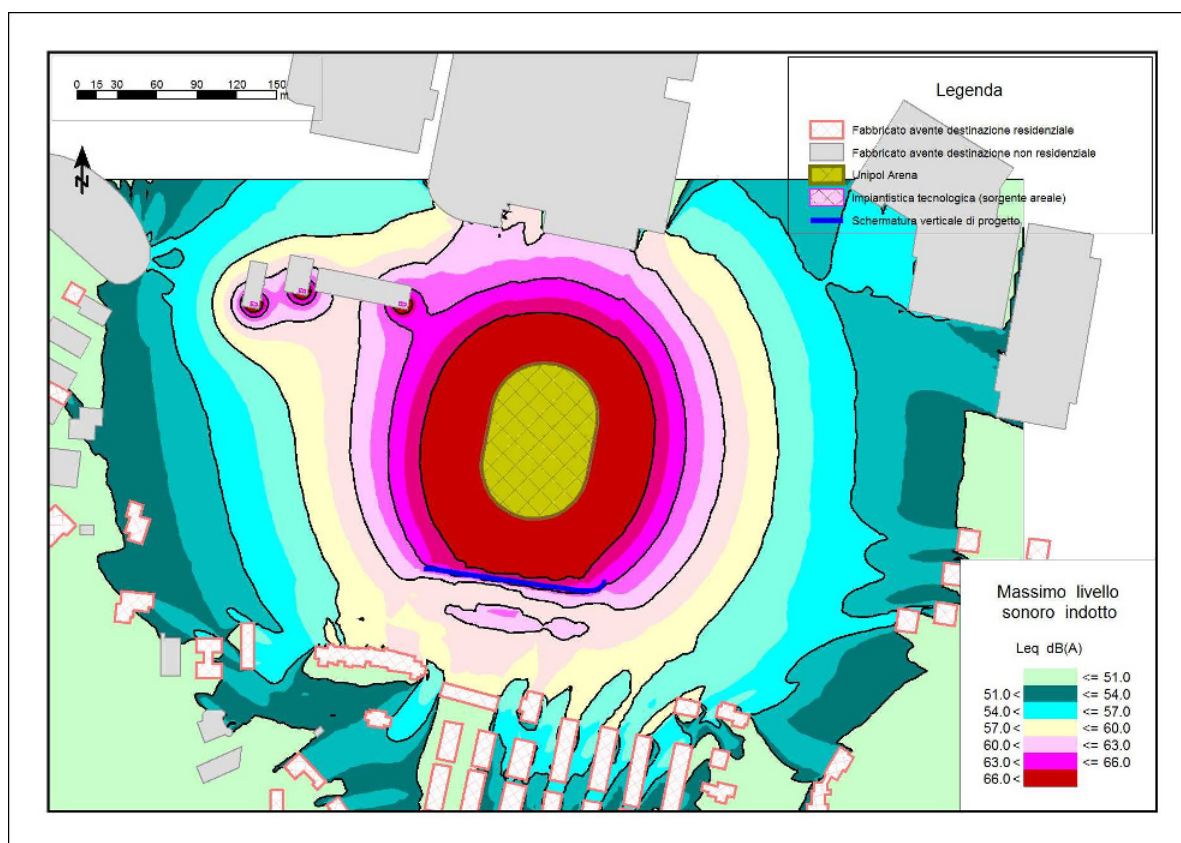 0 15 30 60 90 120 150
m
N
Legenda
Fabbricato avente destinazione residenziale
Fabbricato avente destinazione non residenziale
Unipol Arena
Impiantistica tecnologica (sorgente areale)
Schermatura verticale di progetto
Massimo livello
sonoro indotto
Leq dB(A)
<= 51.0
51.0 < <= 54.0
54.0 < <= 57.0
57.0 < <= 60.0
60.0 < <= 63.0
63.0 < <= 66.0
66.0 <